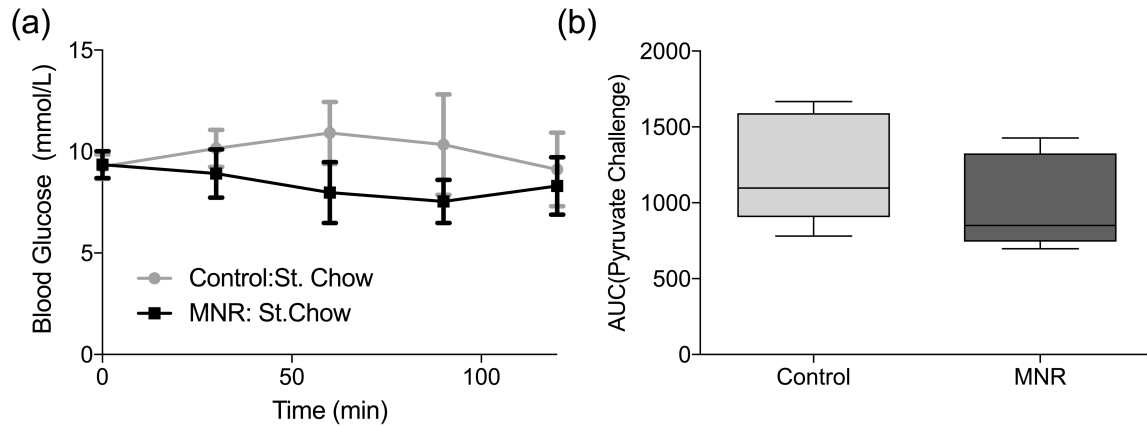 (a)
15
10
5
0
Blood Glucose (mmol/L)
Control:St. Chow
MNR: St.Chow
0 50 100
Time (min)
(b)
2000
1500
1000
500
0
AUC(Pyruvate Challenge)
Control MNR